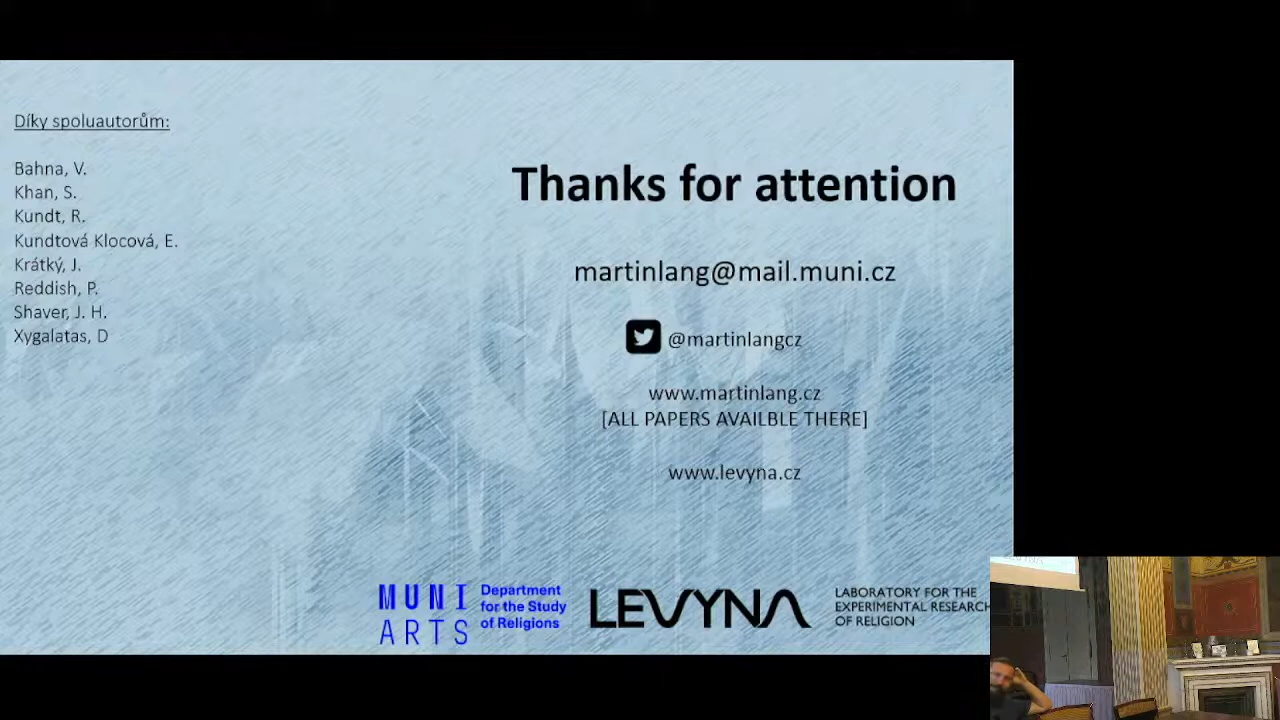 Díky spoluautorům:
Bahna, V.
Khan, S.
Kundt, R.
Kundtová Klocová, E.
Krátký, J.
Reddish, P.
Shaver, J. H.
Xygalatas, D
Thanks for attention
martinlang@mail.muni.cz
@martinlangcz
www.martinlang.cz
[ALL PAPERS AVAILBLE THERE]
www.levyna.cz
MUNI
ARTS
Department
for the Study
of Religions
LEVYNA
LABORATORY FOR THE
EXPERIMENTAL RESEARCH
OF RELIGION